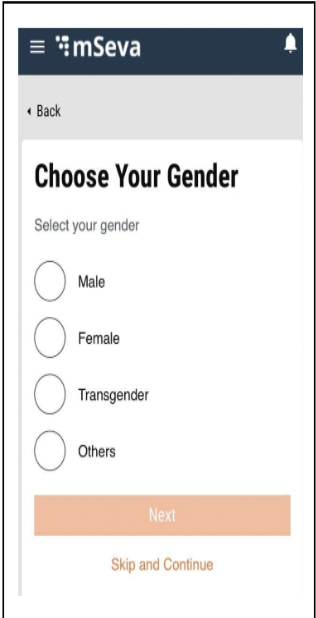 mSeva
Back
Choose Your Gender
Select your gender
Male
Female
Transgender
Others
Next
Skip and Continue